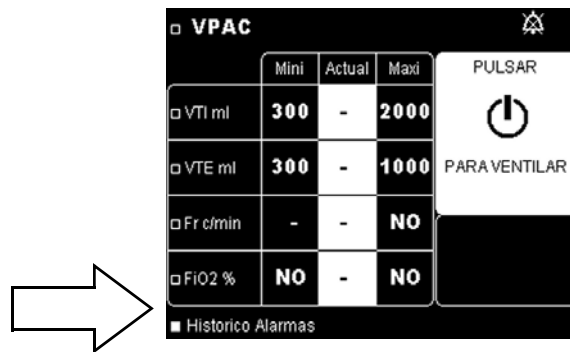 VPAC
Mini Actual Maxi
VTI ml 300 - 2000
VTE ml 300 - 1000
Fr c/min - - NO
FiO2 % NO - NO
PULSAR
PARA VENTILAR
Historico Alarmas